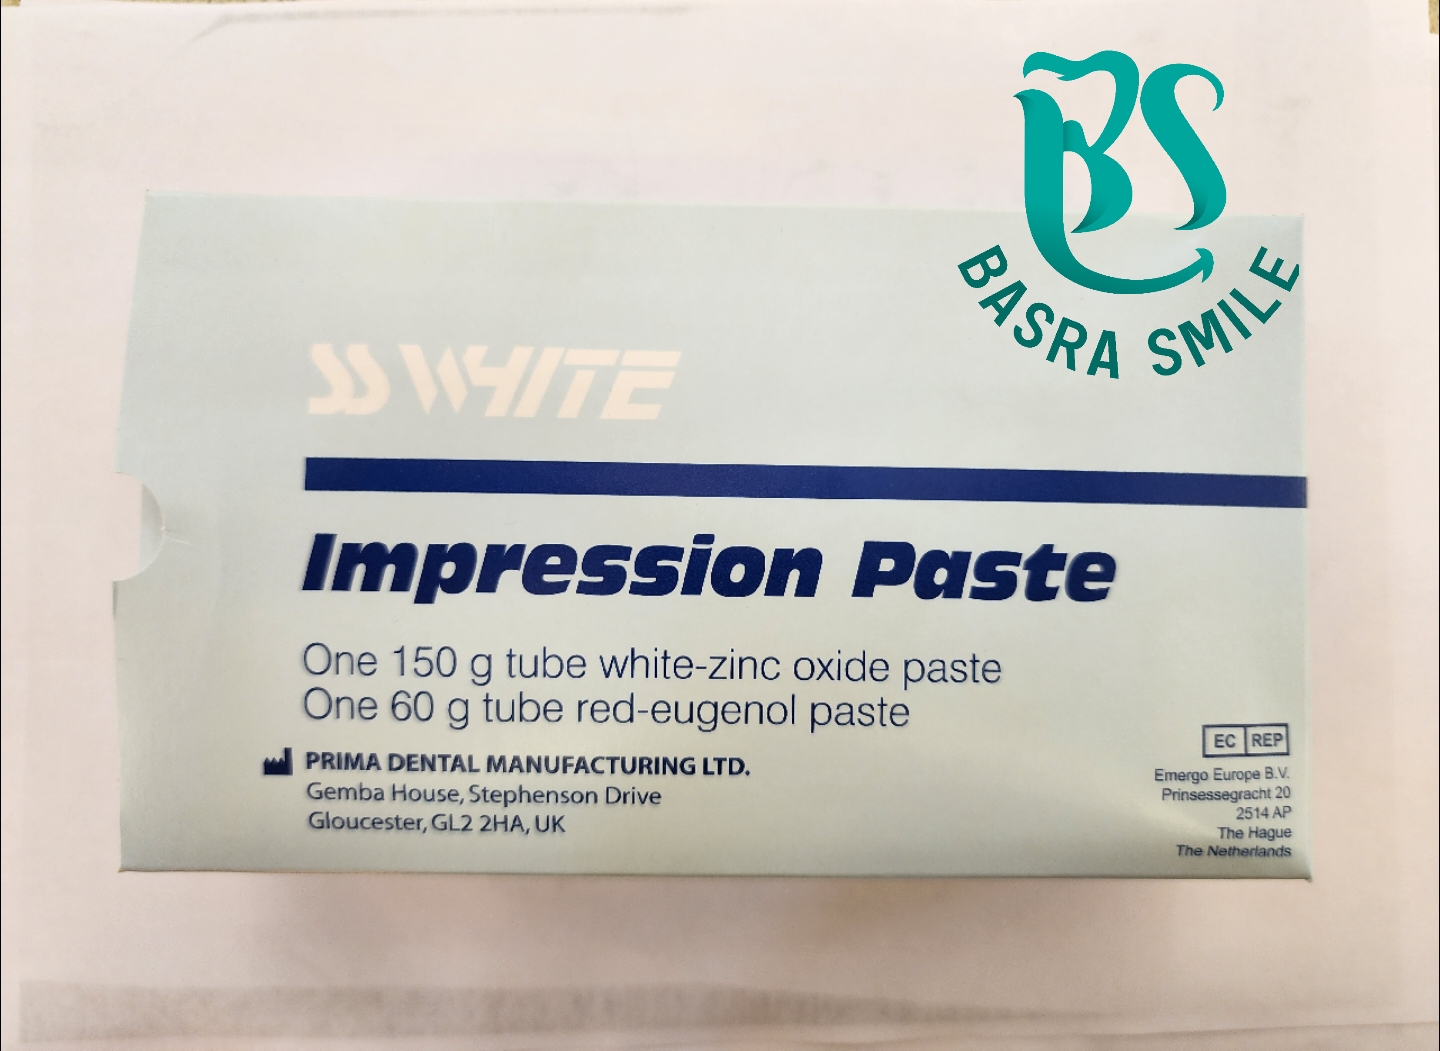 BS
BASRA SMILE
SS WHITE
Impression Paste
One 150 g tube white-zinc oxide paste
One 60 g tube red-eugenol paste
PRIMA DENTAL MANUFACTURING LTD.
Gemba House, Stephenson Drive
Gloucester, GL2 2HA, UK
EC REP
Emergo Europe B.V.
Prinsessegracht 20
2514 AP
The Hague
The Netherlands